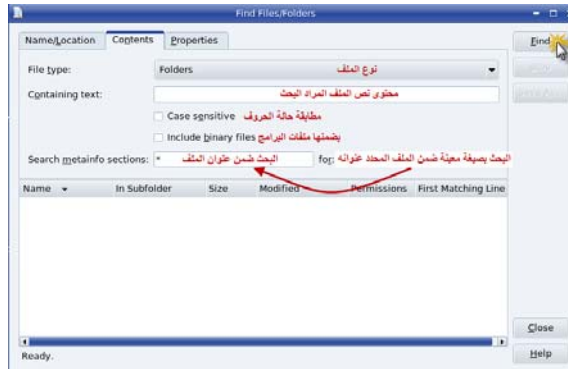 Find Files/Folders
Name/Location Contents Properties
Find
File type: Folders نوع الملف
Containing text: محتوى نص الملف المراد البحث
Case sensitive مطابقة حالة الحروف
Include binary files يضمنها ملفات البرامج
Search metainfo sections: * البحث ضمن عنوان الملف for: البحث بصيغة معينة ضمن الملف المحدد عنوانه
Name In Subfolder Size Modified Permissions First Matching Line
Close
Ready.
Help